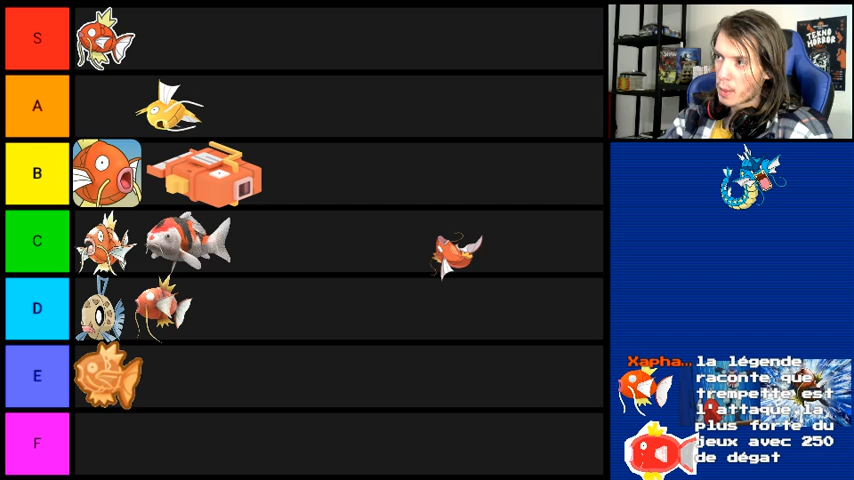 S
A
B
C
D
E
F
TEKNO
HORROR
Xapha...
la légende
raconte que
trempette est
l'attaque la
plus forte du
jeux avec 250
de dégat